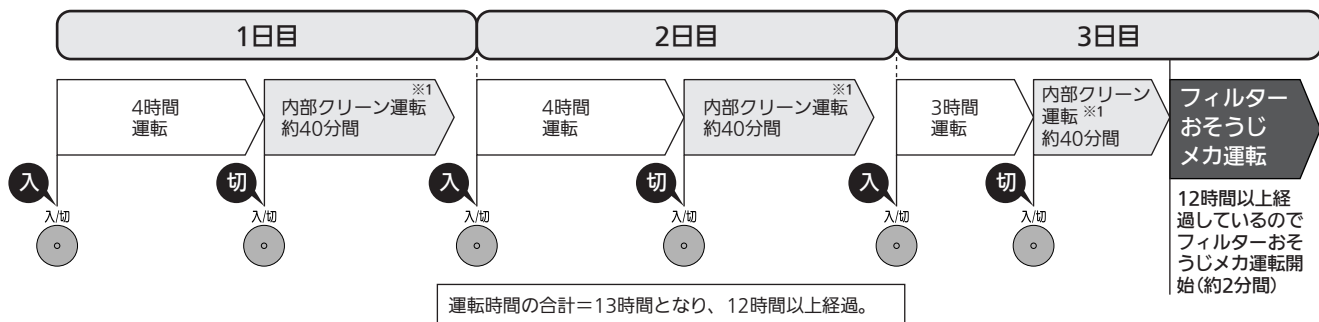 1日目
2日目
3日目
4時間
運転
内部クリーン運転※1
約40分間
4時間
運転
内部クリーン運転※1
約40分間
3時間
運転
内部クリーン
運転※1
約40分間
フィルター
おそうじ
メカ運転
入
切
入
切
入
切
入/切
入/切
入/切
入/切
入/切
入/切
12時間以上経
過しているので
フィルターおそ
うじメカ運転開
始(約2分間)
運転時間の合計=13時間となり、12時間以上経過。